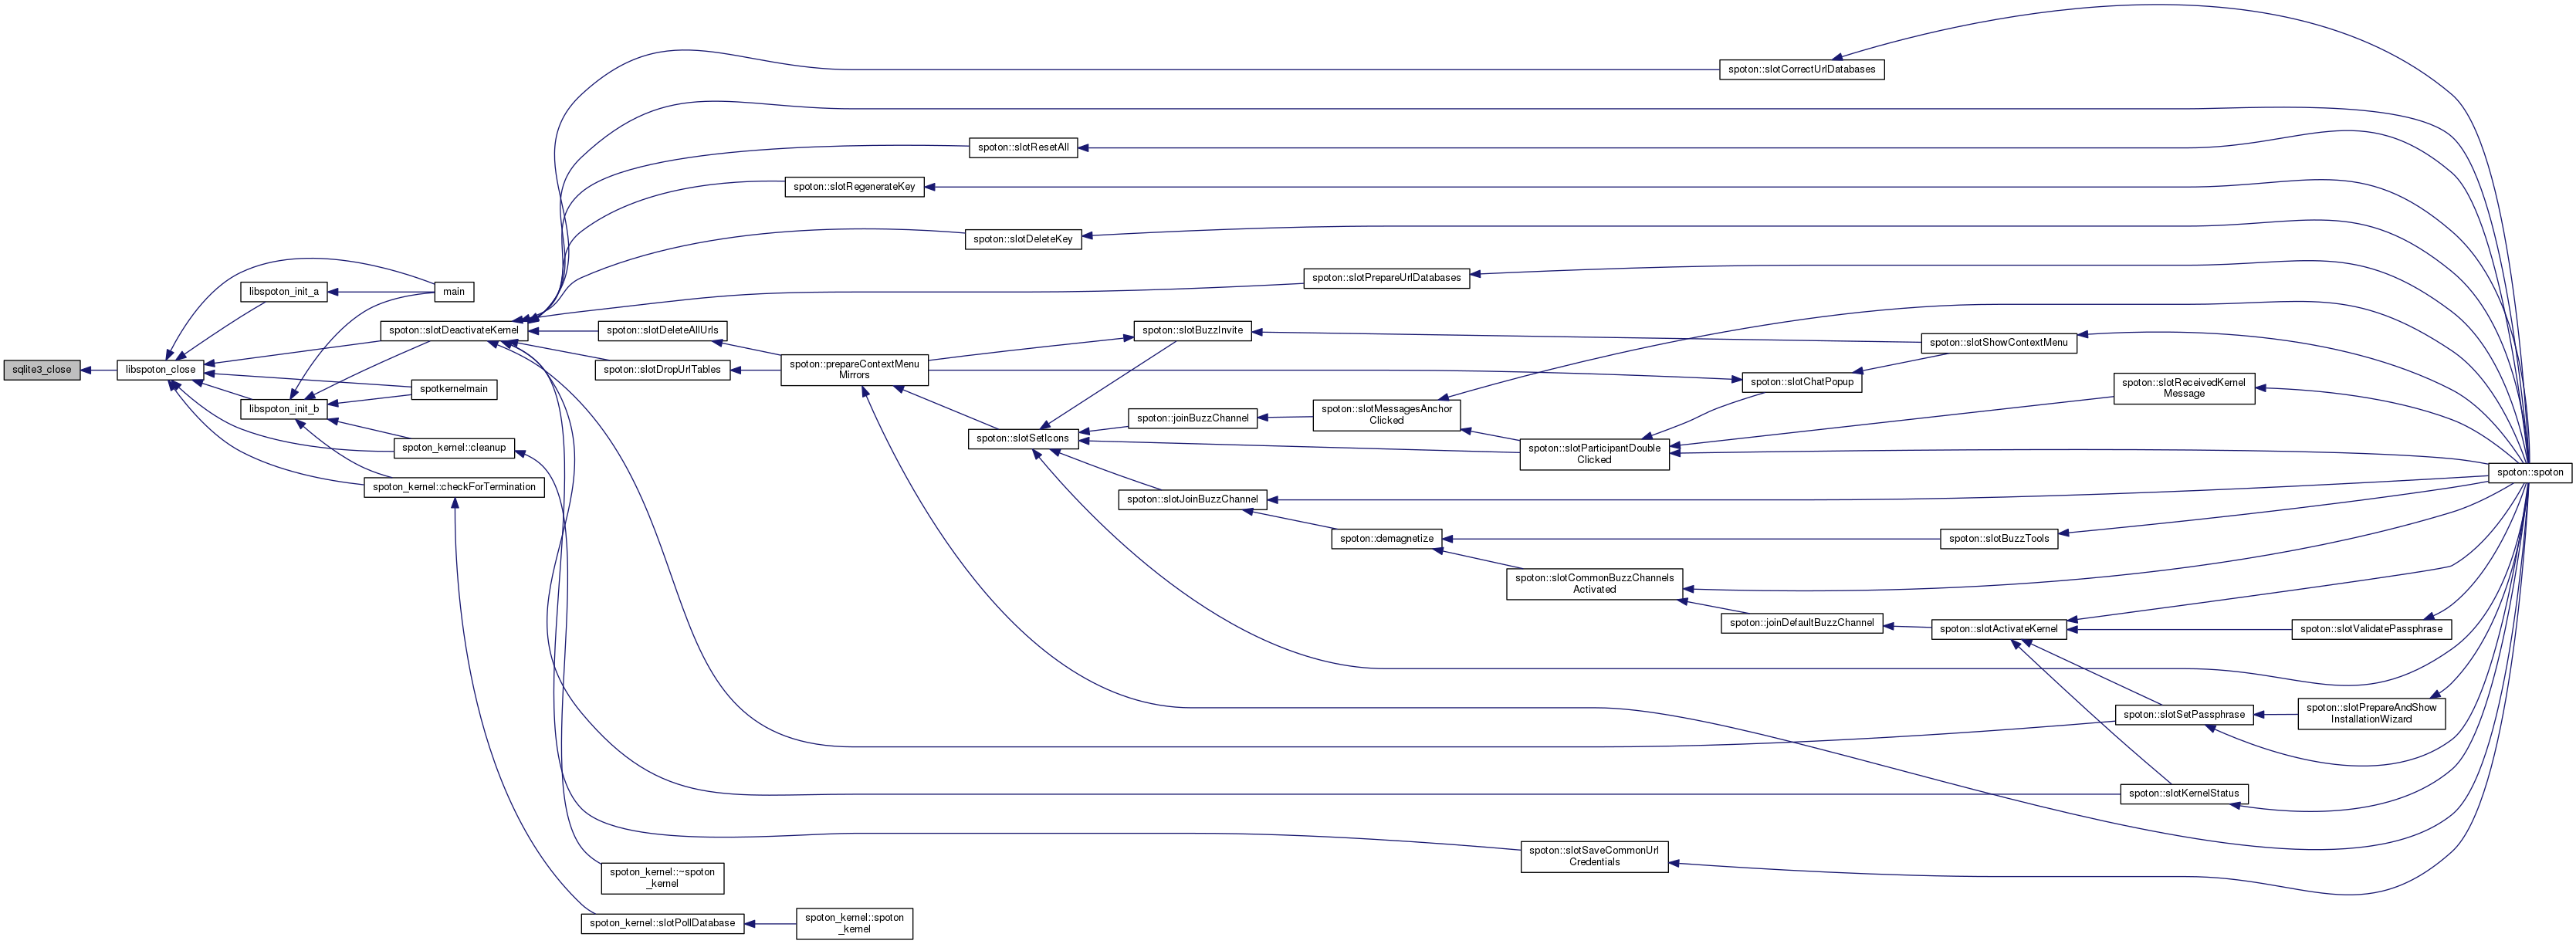 spoton::slotCorrectUrlDatabases
spoton::slotResetAll
spoton::slotRegenerateKey
spoton::slotDeleteKey
spoton::slotPrepareUrlDatabases
libspoton_init_a
main
spoton::slotDeactivateKernel
spoton::slotDeleteAllUrls
spoton::slotBuzzInvite
spoton::slotShowContextMenu
sqlite3_close
libspoton_close
spoton::slotDropUrlTables
spoton::prepareContextMenu
Mirrors
spoton::slotChatPopup
spotkernelmain
spoton::slotReceivedKernel
Message
libspoton_init_b
spoton::joinBuzzChannel
spoton::slotMessagesAnchor
Clicked
spoton_kernel::cleanup
spoton::slotSetIcons
spoton::slotParticipantDouble
Clicked
spoton::spoton
spoton_kernel::checkForTermination
spoton::slotJoinBuzzChannel
spoton::demagnetize
spoton::slotBuzzTools
spoton::slotCommonBuzzChannels
Activated
spoton::joinDefaultBuzzChannel
spoton::slotActivateKernel
spoton::slotValidatePassphrase
spoton::slotSetPassphrase
spoton::slotPrepareAndShow
InstallationWizard
spoton::slotKernelStatus
spoton::slotSaveCommonUrl
Credentials
spoton_kernel::~spoton
_kernel
spoton_kernel::slotPollDatabase
spoton_kernel::spoton
_kernel